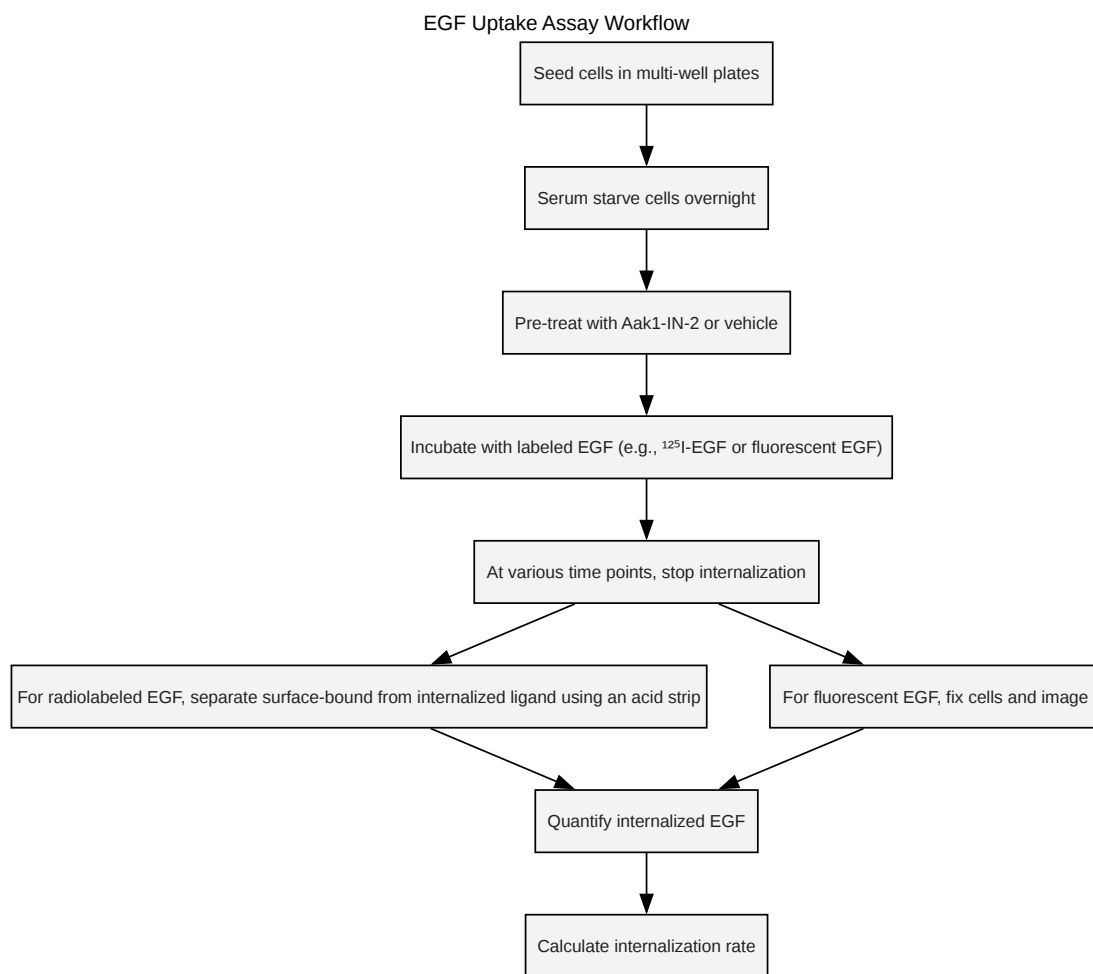 EGF Uptake Assay Workflow
Seed cells in multi-well plates
Serum starve cells overnight
Pre-treat with Aak1-IN-2 or vehicle
Incubate with labeled EGF (e.g., ¹²⁵I-EGF or fluorescent EGF)
At various time points, stop internalization
For radiolabeled EGF, separate surface-bound from internalized ligand using an acid strip
For fluorescent EGF, fix cells and image
Quantify internalized EGF
Calculate internalization rate